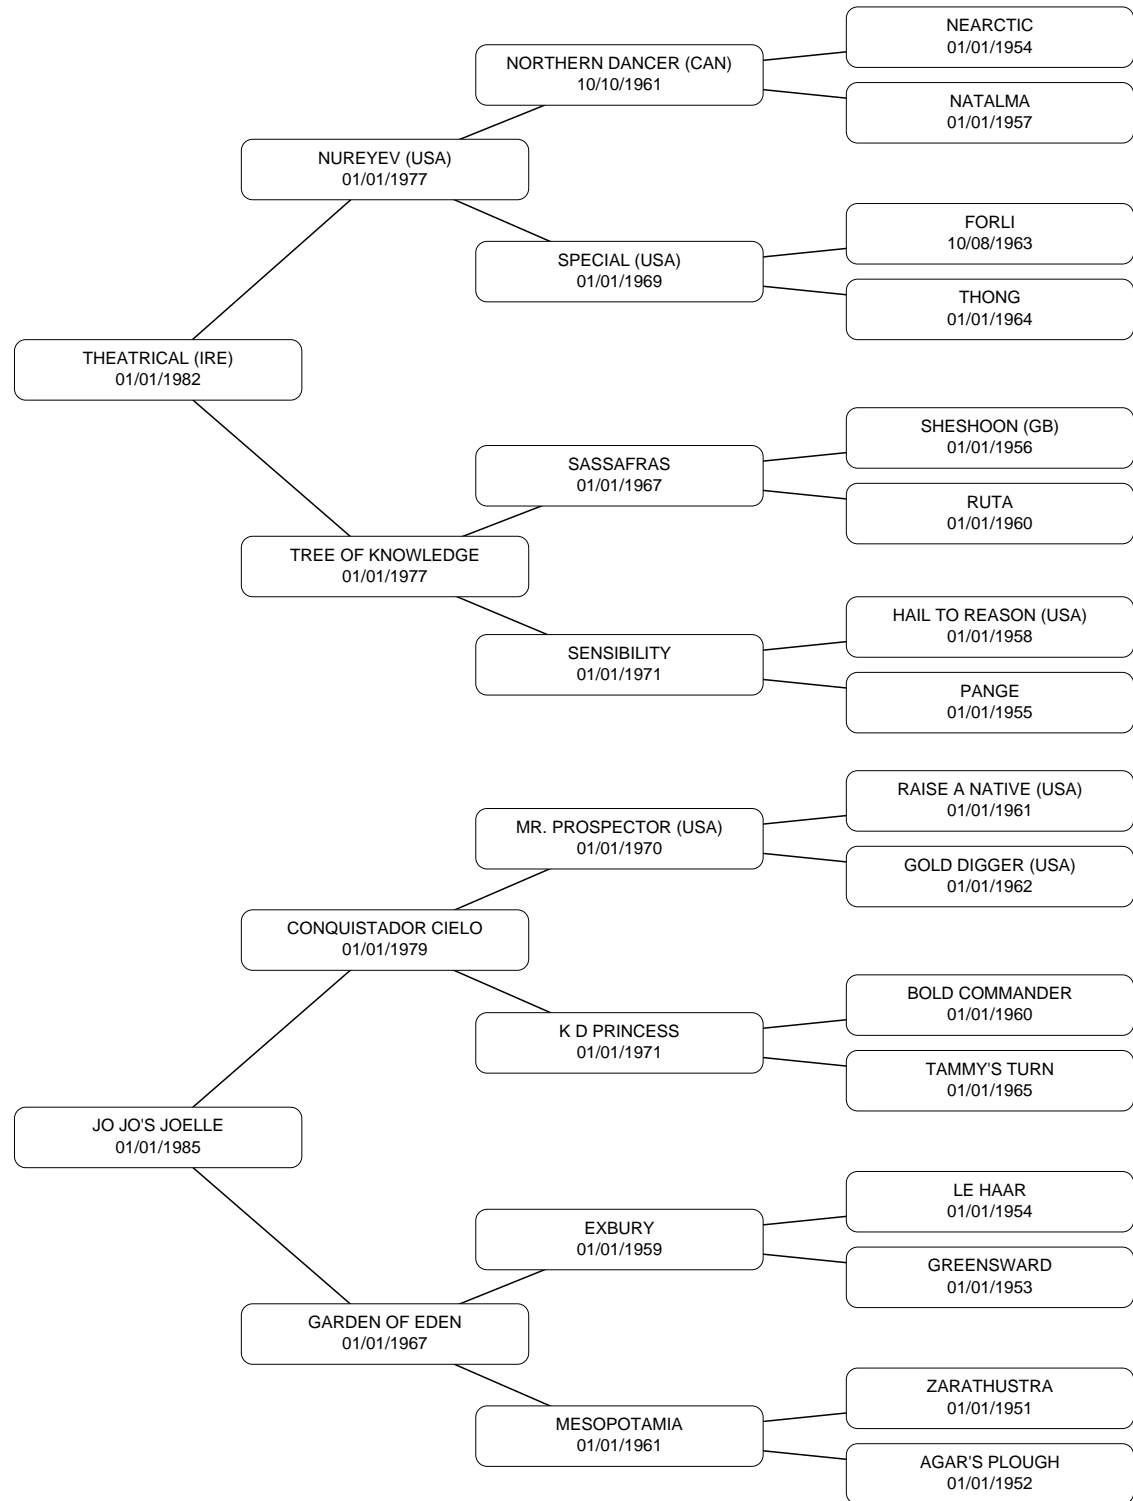 NEARCTIC
01/01/1954
NORTHERN DANCER (CAN)
10/10/1961
NATALMA
01/01/1957
NUREYEV (USA)
01/01/1977
FORLI
10/08/1963
SPECIAL (USA)
01/01/1969
THONG
01/01/1964
THEATRICAL (IRE)
01/01/1982
SHESHOON (GB)
01/01/1956
SASSAFRAS
01/01/1967
RUTA
01/01/1960
TREE OF KNOWLEDGE
01/01/1977
HAIL TO REASON (USA)
01/01/1958
SENSIBILITY
01/01/1971
PANGE
01/01/1955
RAISE A NATIVE (USA)
01/01/1961
MR. PROSPECTOR (USA)
01/01/1970
GOLD DIGGER (USA)
01/01/1962
CONQUISTADOR CIELO
01/01/1979
BOLD COMMANDER
01/01/1960
K D PRINCESS
01/01/1971
TAMMY'S TURN
01/01/1965
JO JO'S JOELLE
01/01/1985
LE HAAR
01/01/1954
EXBURY
01/01/1959
GREENSWARD
01/01/1953
GARDEN OF EDEN
01/01/1967
ZARATHUSTRA
01/01/1951
MESOPOTAMIA
01/01/1961
AGAR'S PLOUGH
01/01/1952